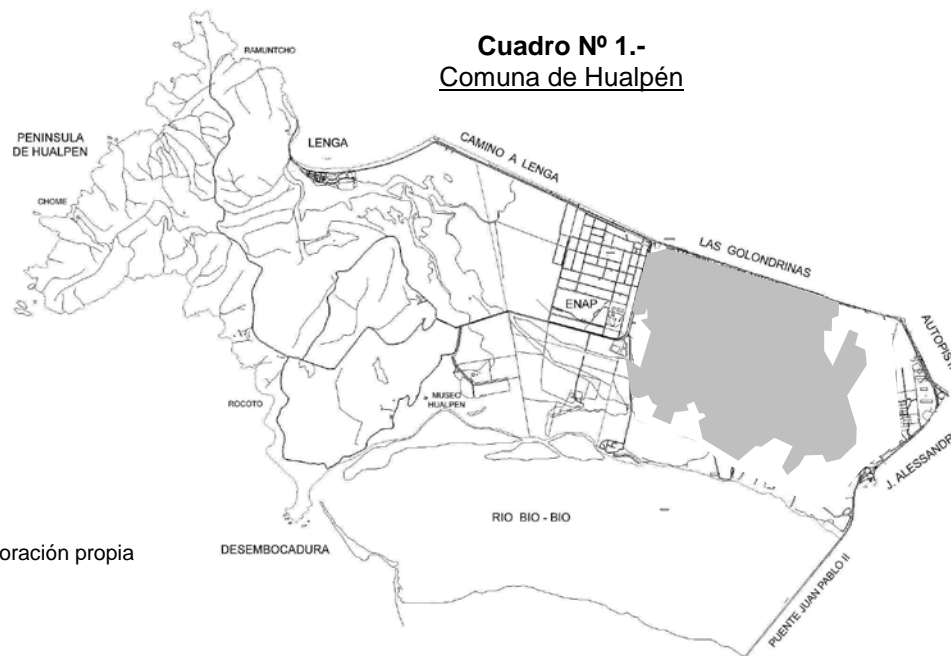 Cuadro Nº 1.-
Comuna de Hualpén
RAMUNTCHO
PENINSULA
DE HUALPEN
LENGA
CAMINO A LENGA
CHOME
LAS GOLONDRINAS
ENAP
AUTOPISTA
ROCOTO
MUSEO
HUALPEN
J. ALESSANDR
RIO BIO - BIO
oración propia
DESEMBOCADURA
PUENTE JUAN PABLO II